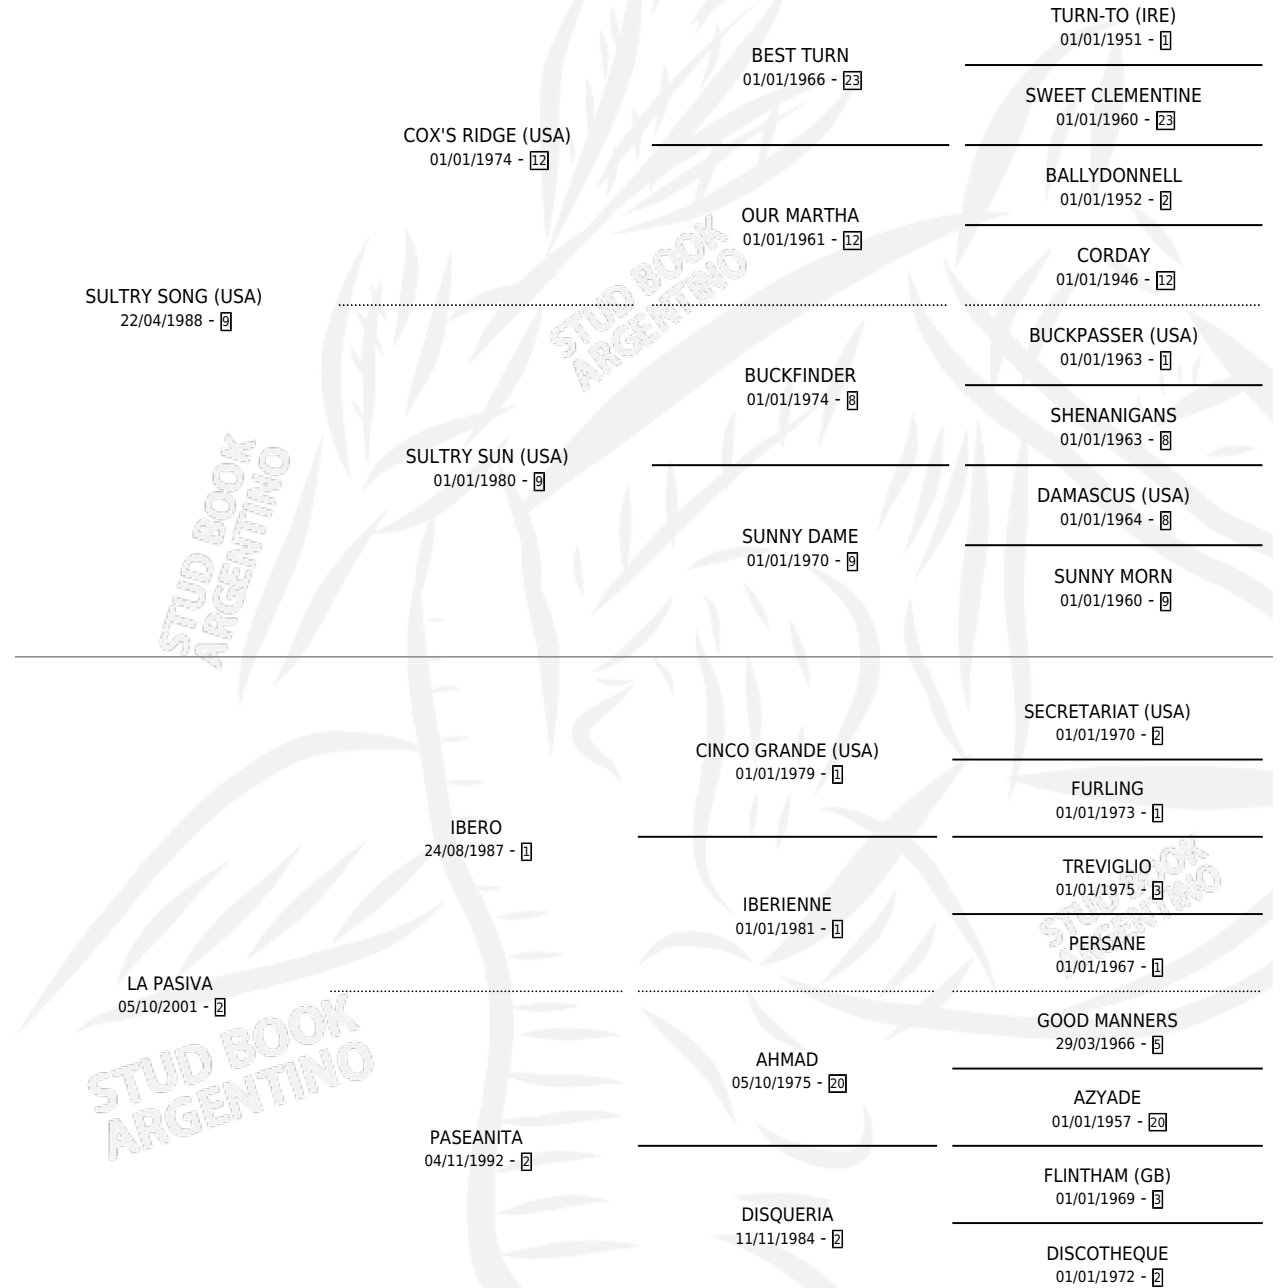 TURN-TO (IRE)
01/01/1951 - 1
BEST TURN
01/01/1966 - 23
SWEET CLEMENTINE
01/01/1960 - 23
COX'S RIDGE (USA)
01/01/1974 - 12
BALLYDONNELL
01/01/1952 - 2
OUR MARTHA
01/01/1961 - 12
CORDAY
01/01/1946 - 12
SULTRY SONG (USA)
22/04/1988 - 9
BUCKPASSER (USA)
01/01/1963 - 1
BUCKFINDER
01/01/1974 - 8
SHENANIGANS
01/01/1963 - 8
SULTRY SUN (USA)
01/01/1980 - 9
DAMASCUS (USA)
01/01/1964 - 8
SUNNY DAME
01/01/1970 - 9
SUNNY MORN
01/01/1960 - 9
SECRETARIAT (USA)
01/01/1970 - 2
CINCO GRANDE (USA)
01/01/1979 - 1
FURLING
01/01/1973 - 1
IBERO
24/08/1987 - 1
TREVIGLIO
01/01/1975 - 3
IBERIENNE
01/01/1981 - 1
PERSANE
01/01/1967 - 1
LA PASIVA
05/10/2001 - 2
GOOD MANNERS
29/03/1966 - 5
AHMAD
05/10/1975 - 20
AZYADE
01/01/1957 - 20
PASEANITA
04/11/1992 - 2
FLINTHAM (GB)
01/01/1969 - 3
DISQUERIA
11/11/1984 - 2
DISCOTHEQUE
01/01/1972 - 2
STUD BOOK
ARGENTINO
STUD BOOK
ARGENTINO
STUD BOOK
ARGENTINO
STUD BOOK
ARGENTINO